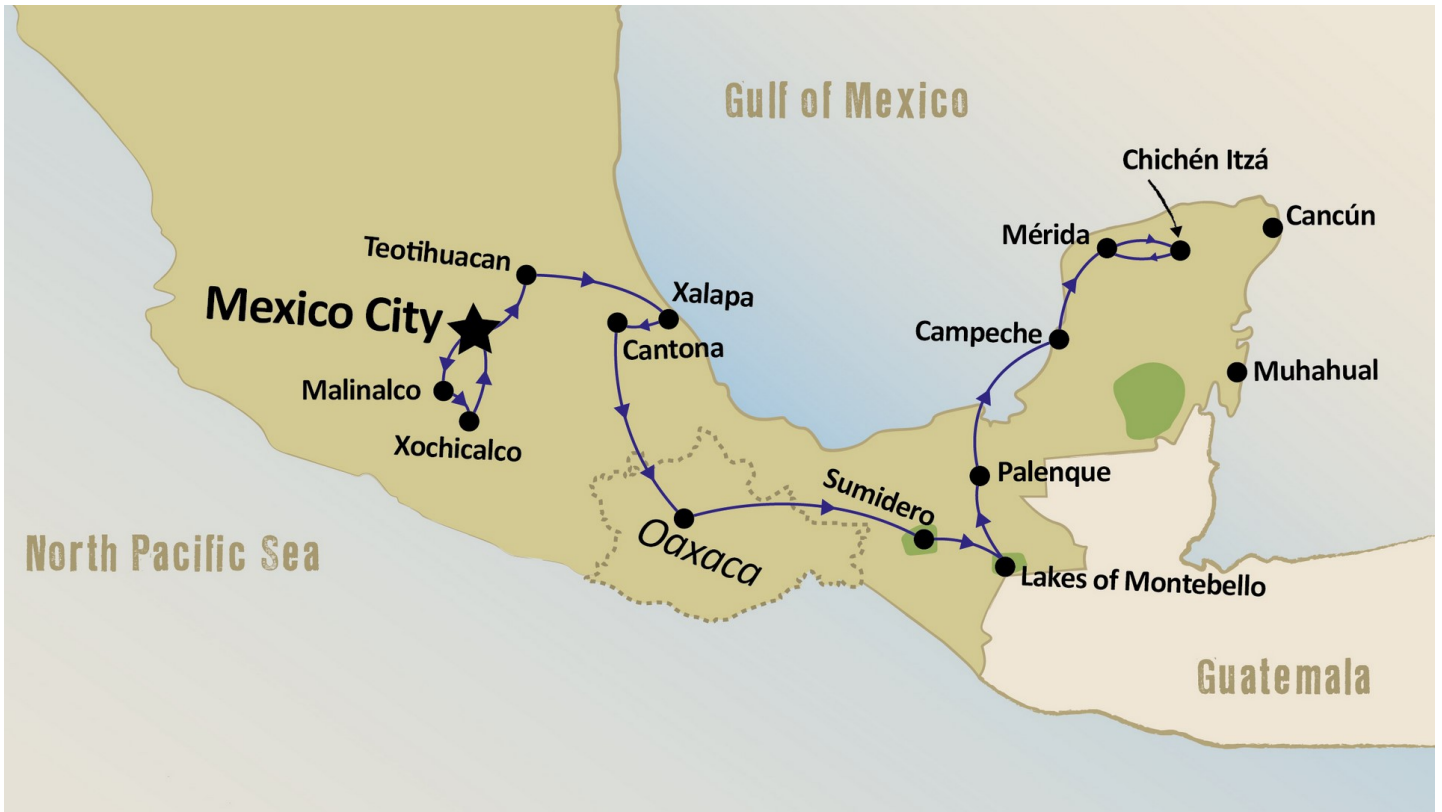 Gulf of Mexico
Chichén Itzá
Cancún
Mérida
Teotihuacan
Xalapa
Mexico City
Campeche
Cantona
Muhahual
Malinalco
Xochicalco
Palenque
Sumidero
Oaxaca
North Pacific Sea
Lakes of Montebello
Guatemala